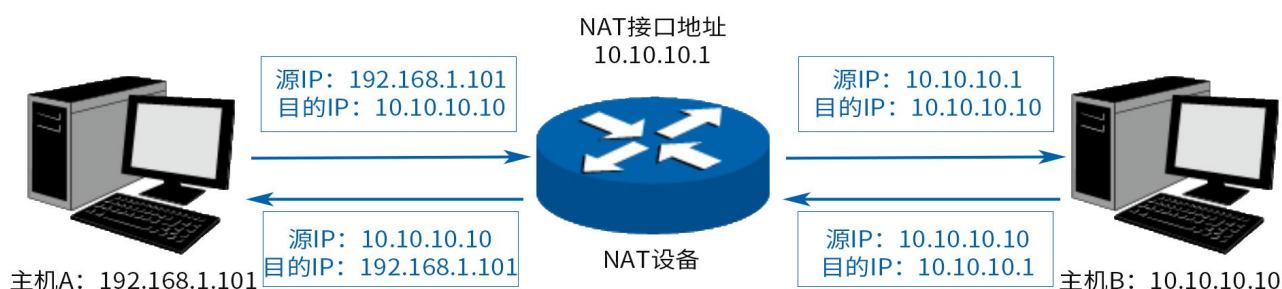 NAT接口地址
10.10.10.1
源IP：192.168.1.101
目的IP：10.10.10.10
源IP：10.10.10.1
目的IP：10.10.10.10
源IP：10.10.10.10
目的IP：192.168.1.101
源IP：10.10.10.10
目的IP：10.10.10.1
NAT设备
主机A：192.168.1.101
主机B：10.10.10.10